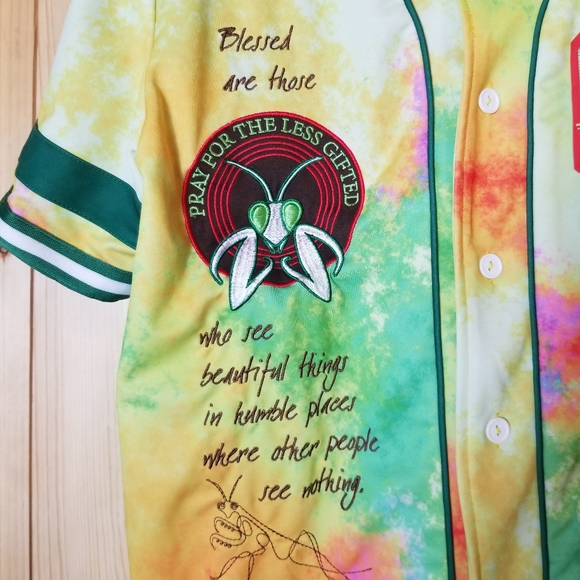 Blessed
are those
PRAY FOR THE LESS GIFTED
who see
beautiful things
in humble places
where other people
see nothing.